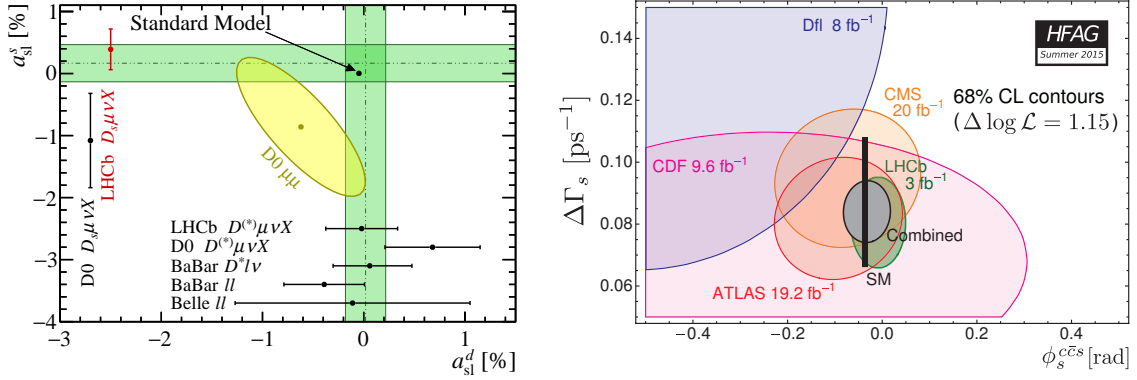 a^s_sl [%]
1
0
−1
−2
−3
−4
Standard Model
LHCb D_sμνX
D0 D_sμνX
D0 μμ
LHCb D^(*)μνX
D0 D^(*)μνX
BaBar D*lν
BaBar ll
Belle ll
−3
−2
−1
0
1
a^d_sl [%]
ΔΓ_s [ps⁻¹]
0.14
0.12
0.10
0.08
0.06
Dfl 8 fb⁻¹
HFAG
Summer 2015
CMS
20 fb⁻¹
68% CL contours
(Δ log ℒ = 1.15)
CDF 9.6 fb⁻¹
LHCb
3 fb⁻¹
Combined
SM
ATLAS 19.2 fb⁻¹
−0.4
−0.2
0.0
0.2
0.4
φ_s^{cc̄s} [rad]